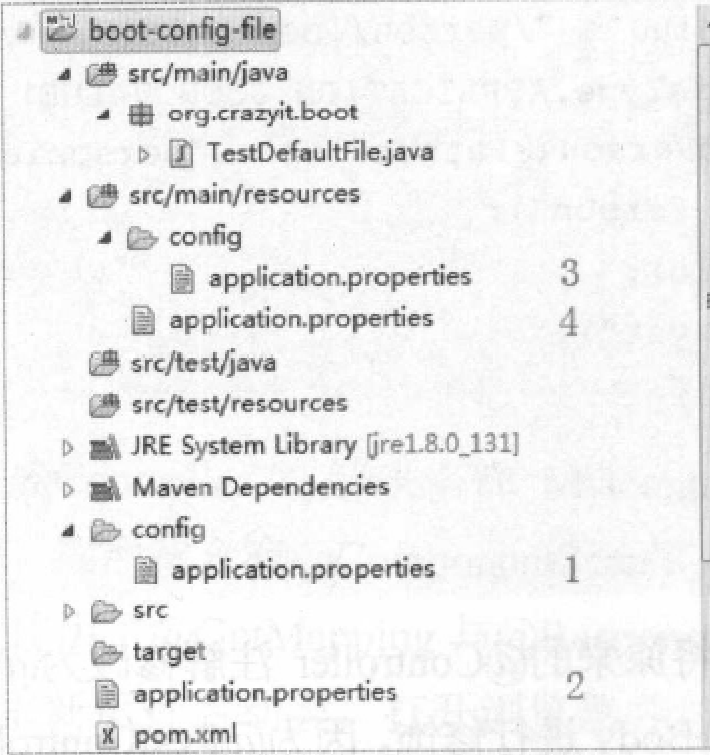 boot-config-file
src/main/java
org.crazyit.boot
TestDefaultFile.java
src/main/resources
config
application.properties 3
application.properties 4
src/test/java
src/test/resources
JRE System Library [jre1.8.0_131]
Maven Dependencies
config
application.properties 1
src
target
application.properties 2
pom.xml